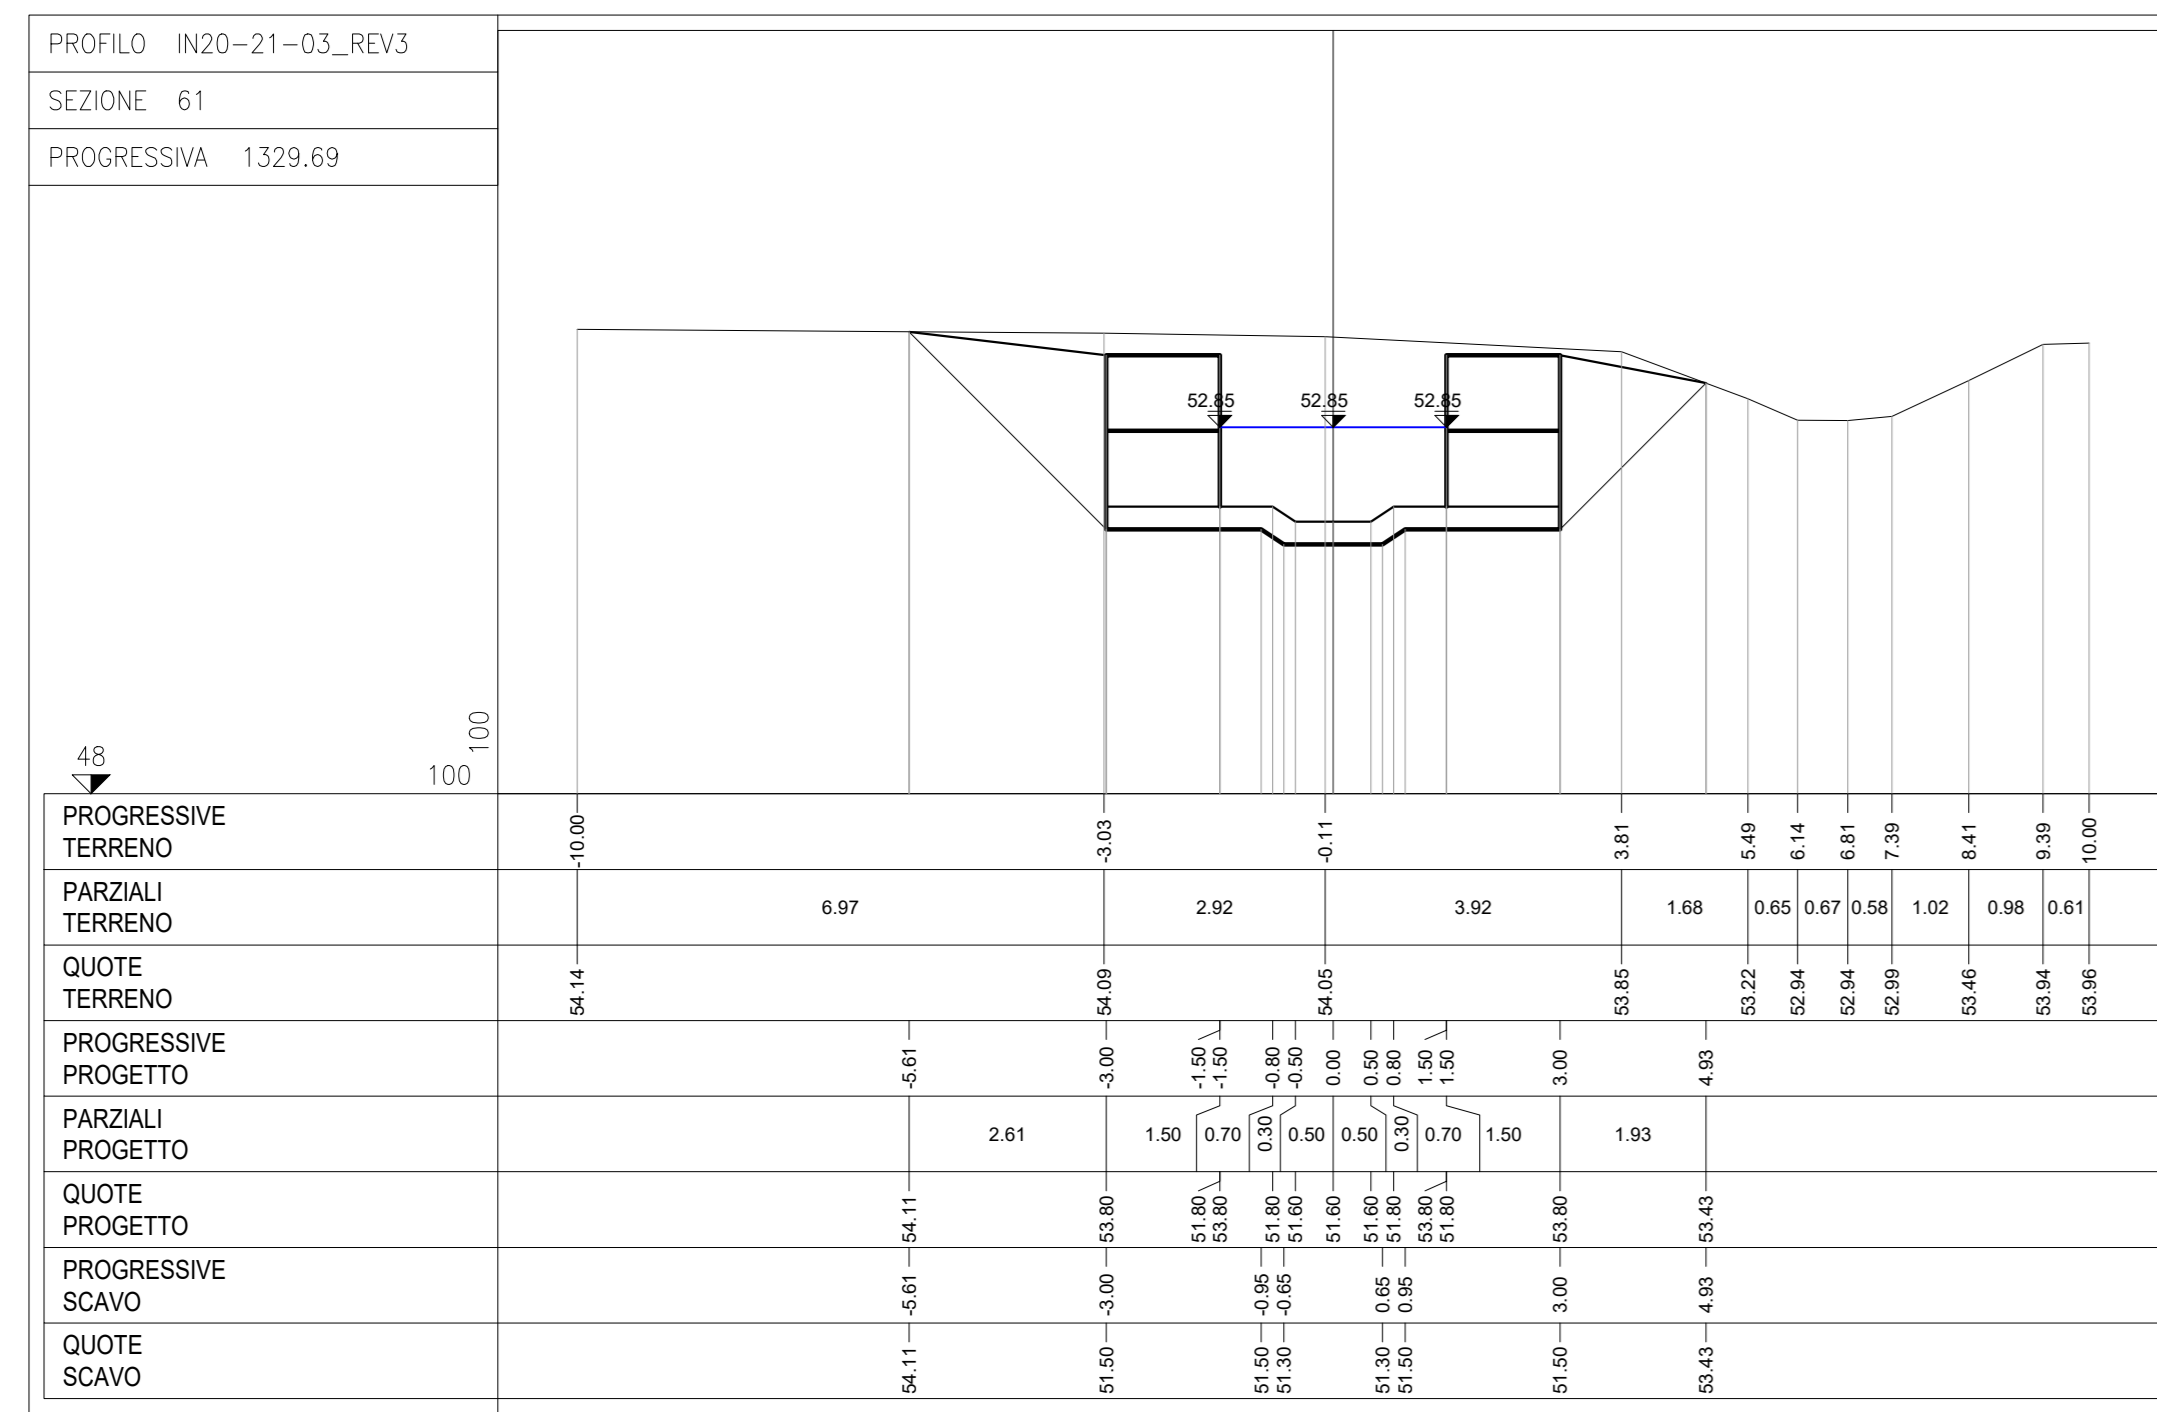 PROFILO IN20-21-03_REV3
SEZIONE 61
PROGRESSIVA 1329.69
52.85 52.85 52.85
100
48
100
PROGRESSIVE
TERRENO
-10.00 -3.03 -0.11 3.81 5.49 6.14 6.81 7.39 8.41 9.39 10.00
PARZIALI
TERRENO
6.97 2.92 3.92 1.68 0.65 0.67 0.58 1.02 0.98 0.61
QUOTE
TERRENO
54.14 54.09 54.05 53.85 53.22 52.94 52.94 52.99 53.46 53.94 53.96
PROGRESSIVE
PROGETTO
-5.61 -3.00 -1.50 -1.50 -0.80 -0.50 0.00 0.50 0.80 1.50 1.50 3.00 4.93
PARZIALI
PROGETTO
2.61 1.50 0.70 0.30 0.50 0.50 0.30 0.70 1.50 1.93
QUOTE
PROGETTO
54.11 53.80 51.80 53.80 51.80 51.60 51.60 51.60 51.80 53.80 51.80 53.80 53.43
PROGRESSIVE
SCAVO
-5.61 -3.00 -0.95 -0.65 0.65 0.95 3.00 4.93
QUOTE
SCAVO
54.11 51.50 51.50 51.30 51.30 51.50 51.50 53.43